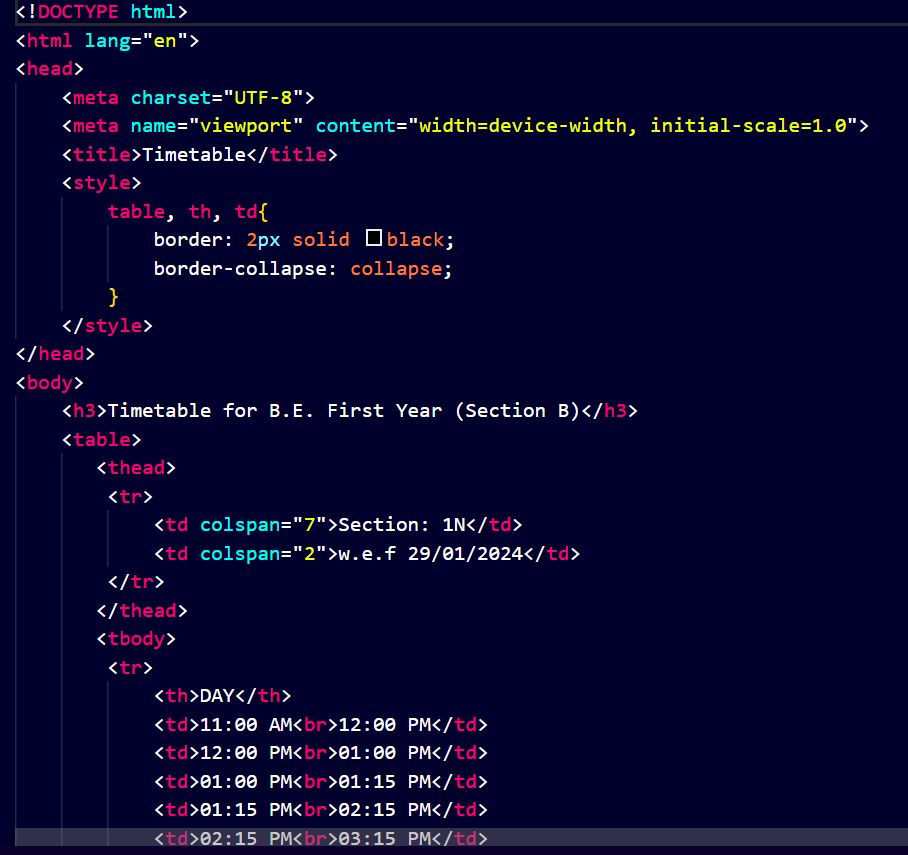 <!DOCTYPE html>
<html lang="en">
<head>
    <meta charset="UTF-8">
    <meta name="viewport" content="width=device-width, initial-scale=1.0">
    <title>Timetable</title>
    <style>
        table, th, td{
            border: 2px solid black;
            border-collapse: collapse;
        }
    </style>
</head>
<body>
    <h3>Timetable for B.E. First Year (Section B)</h3>
    <table>
       <thead>
        <tr>
            <td colspan="7">Section: 1N</td>
            <td colspan="2">w.e.f 29/01/2024</td>
        </tr>
       </thead>
       <tbody>
        <tr>
            <th>DAY</th>
            <td>11:00 AM<br>12:00 PM</td>
            <td>12:00 PM<br>01:00 PM</td>
            <td>01:00 PM<br>01:15 PM</td>
            <td>01:15 PM<br>02:15 PM</td>
            <td>02:15 PM<br>03:15 PM</td>